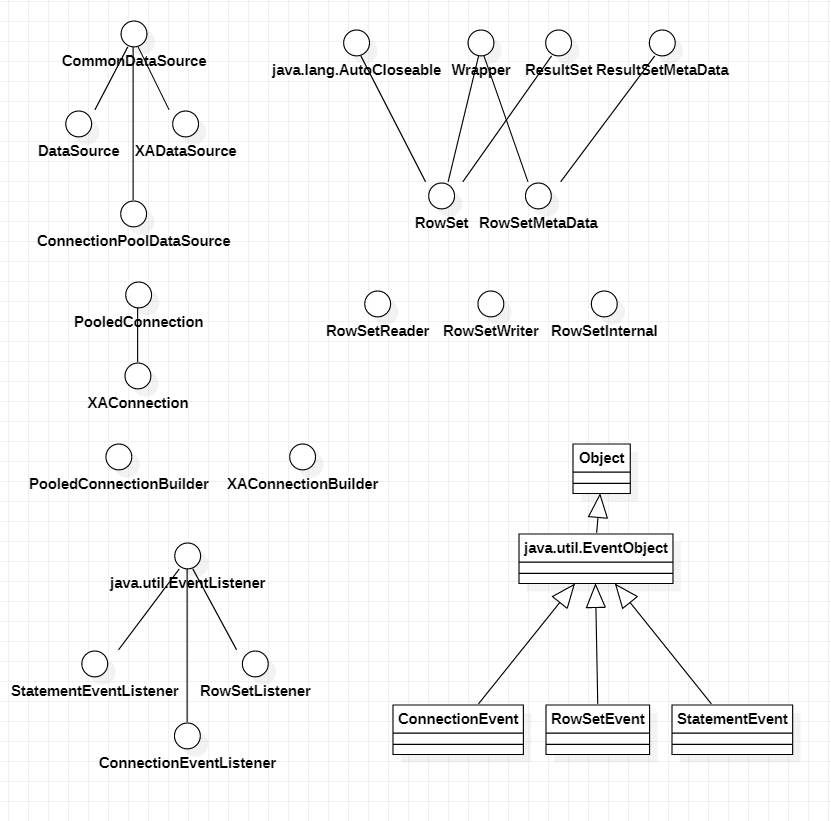 CommonDataSource
java.lang.AutoCloseable
Wrapper
ResultSet
ResultSetMetaData
DataSource
XADataSource
ConnectionPoolDataSource
RowSet
RowSetMetaData
PooledConnection
RowSetReader
RowSetWriter
RowSetInternal
XAConnection
PooledConnectionBuilder
XAConnectionBuilder
Object
java.util.EventObject
java.util.EventListener
StatementEventListener
RowSetListener
ConnectionEventListener
ConnectionEvent
RowSetEvent
StatementEvent